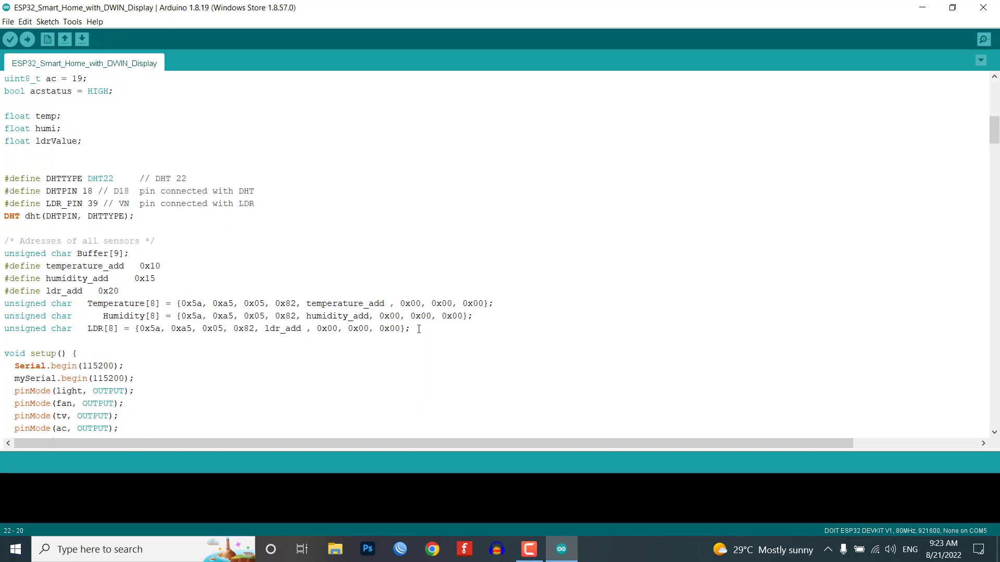 ESP32_Smart_Home_with_DWIN_Display | Arduino 1.8.19 (Windows Store 1.8.57.0)
File Edit Sketch Tools Help
ESP32_Smart_Home_with_DWIN_Display
uint8_t ac = 19;
bool acstatus = HIGH;
float temp;
float humi;
float ldrValue;
#define DHTTYPE DHT22     // DHT 22
#define DHTPIN 18 // D18  pin connected with DHT
#define LDR_PIN 39 // VN  pin connected with LDR
DHT dht(DHTPIN, DHTTYPE);
/* Adresses of all sensors */
unsigned char Buffer[9];
#define temperature_add   0x10
#define humidity_add     0x15
#define ldr_add   0x20
unsigned char   Temperature[8] = {0x5a, 0xa5, 0x05, 0x82, temperature_add , 0x00, 0x00, 0x00};
unsigned char      Humidity[8] = {0x5a, 0xa5, 0x05, 0x82, humidity_add, 0x00, 0x00, 0x00};
unsigned char   LDR[8] = {0x5a, 0xa5, 0x05, 0x82, ldr_add , 0x00, 0x00, 0x00};
void setup() {
  Serial.begin(115200);
  mySerial.begin(115200);
  pinMode(light, OUTPUT);
  pinMode(fan, OUTPUT);
  pinMode(tv, OUTPUT);
  pinMode(ac, OUTPUT);
22 - 20
DOIT ESP32 DEVKIT V1, 80MHz, 921600, None on COM5
Type here to search
Ps
29°C Mostly sunny
ENG
9:23 AM
8/21/2022